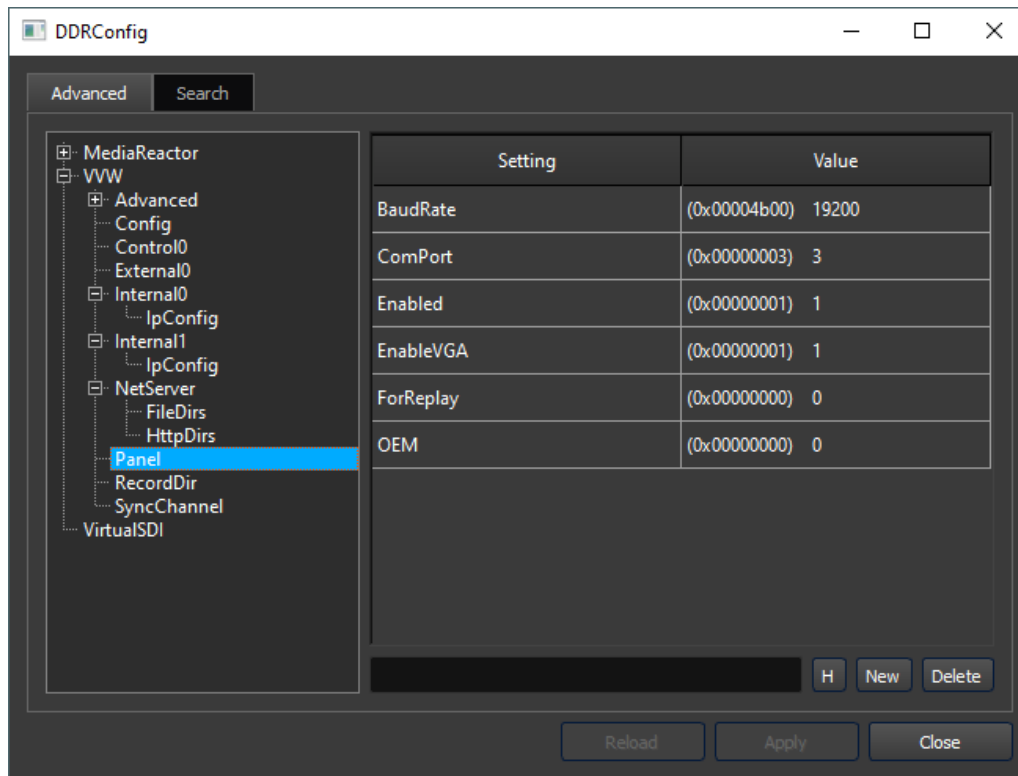 DDRConfig
Advanced
Search
MediaReactor
VVW
Advanced
Config
Control0
External0
Internal0
IpConfig
Internal1
IpConfig
NetServer
FileDirs
HttpDirs
Panel
RecordDir
SyncChannel
VirtualSDI
Setting Value
BaudRate (0x00004b00) 19200
ComPort (0x00000003) 3
Enabled (0x00000001) 1
EnableVGA (0x00000001) 1
ForReplay (0x00000000) 0
OEM (0x00000000) 0
H New Delete
Reload Apply Close